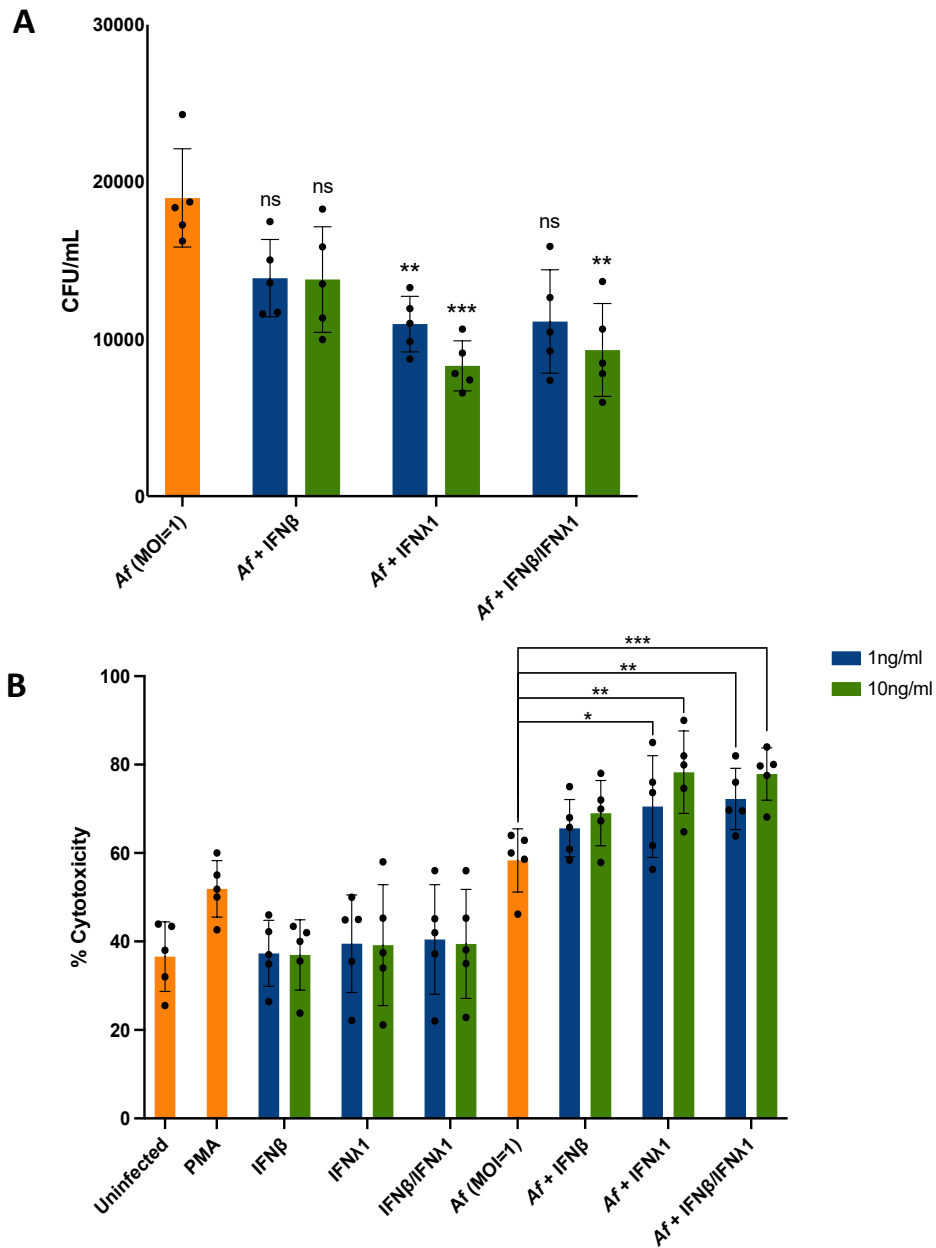 A
30000
20000
10000
0
CFU/mL
ns
ns
**
***
ns
**
Af (MOI=1)
Af + IFNβ
Af + IFNλ1
Af + IFNβ/IFNλ1
B
***
**
**
*
1ng/ml
10ng/ml
100
80
60
40
20
0
% Cytotoxicity
Uninfected
PMA
IFNβ
IFNλ1
IFNβ/IFNλ1
Af (MOI=1)
Af + IFNβ
Af + IFNλ1
Af + IFNβ/IFNλ1